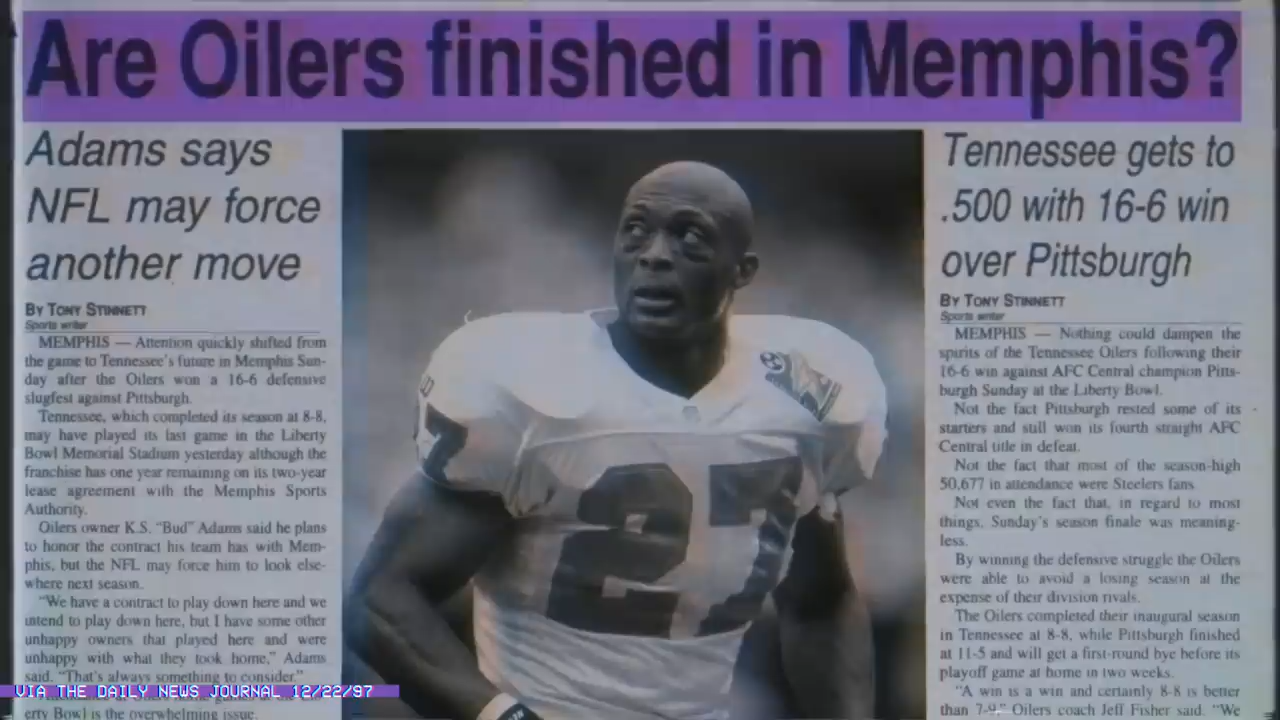 Are Oilers finished in Memphis?
Adams says
NFL may force
another move
BY TONY STINNETT
Sports writer
MEMPHIS — Attention quickly shifted from
the game to Tennessee's future in Memphis Sun-
day after the Oilers won a 16-6 defensive
slugfest against Pittsburgh.
Tennessee, which completed its season at 8-8,
may have played its last game in the Liberty
Bowl Memorial Stadium yesterday although the
franchise has one year remaining on its two-year
lease agreement with the Memphis Sports
Authority.
Oilers owner K.S. "Bud" Adams said he plans
to honor the contract his team has with Mem-
phis, but the NFL may force him to look else-
where next season.
"We have a contract to play down here and we
intend to play down here, but I have some other
unhappy owners that played here and were
unhappy with what they took home," Adams
said. "That's always something to consider."
erty Bowl is the overwhelming issue.
27
27
Tennessee gets to
.500 with 16-6 win
over Pittsburgh
BY TONY STINNETT
Sports writer
MEMPHIS — Nothing could dampen the
spirits of the Tennessee Oilers following their
16-6 win against AFC Central champion Pitts-
burgh Sunday at the Liberty Bowl.
Not the fact Pittsburgh rested some of its
starters and still won its fourth straight AFC
Central title in defeat.
Not the fact that most of the season-high
50,677 in attendance were Steelers fans.
Not even the fact that, in regard to most
things, Sunday's season finale was meaning-
less.
By winning the defensive struggle the Oilers
were able to avoid a losing season at the
expense of their division rivals.
The Oilers completed their inaugural season
in Tennessee at 8-8, while Pittsburgh finished
at 11-5 and will get a first-round bye before its
playoff game at home in two weeks.
"A win is a win and certainly 8-8 is better
than 7-9," Oilers coach Jeff Fisher said. "We
VIA THE DAILY NEWS JOURNAL 12/22/97